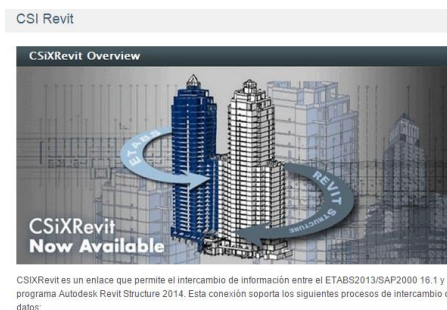 CSI Revit
CSiXRevit Overview
ETABS
REVIT STRUCTURE
CSiXRevit
Now Available
CSIXRevit es un enlace que permite el intercambio de información entre el ETABS2013/SAP2000 16.1 y
programa Autodesk Revit Structure 2014. Esta conexión soporta los siguientes procesos de intercambio
datos: